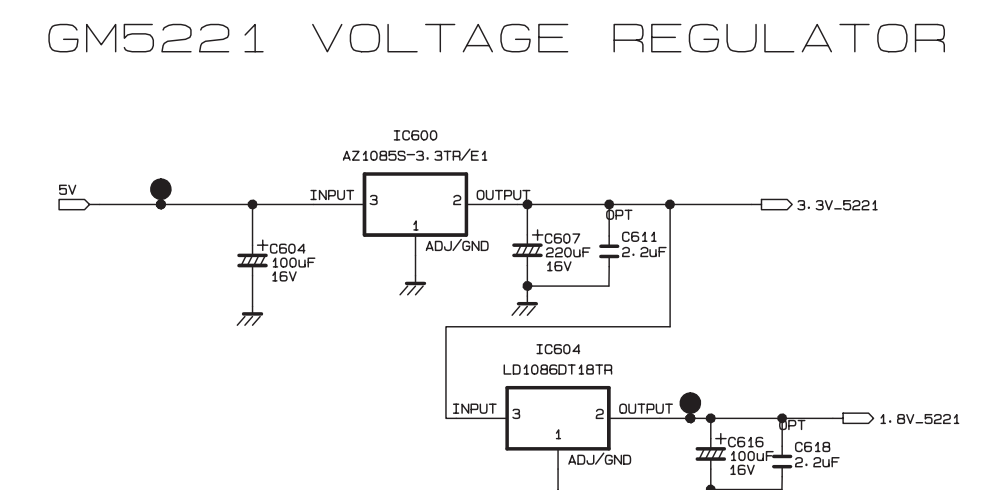 GM5221 VOLTAGE REGULATOR
IC600
AZ1085S-3.3TR/E1
5V
INPUT
3
2
OUTPUT
3.3V_5221
1
ADJ/GND
OPT
+
C604
100uF
16V
+
C607
220uF
16V
C611
2.2uF
IC604
LD1086DT18TR
INPUT
3
2
OUTPUT
1.8V_5221
1
ADJ/GND
OPT
+
C616
100uF
16V
C618
2.2uF